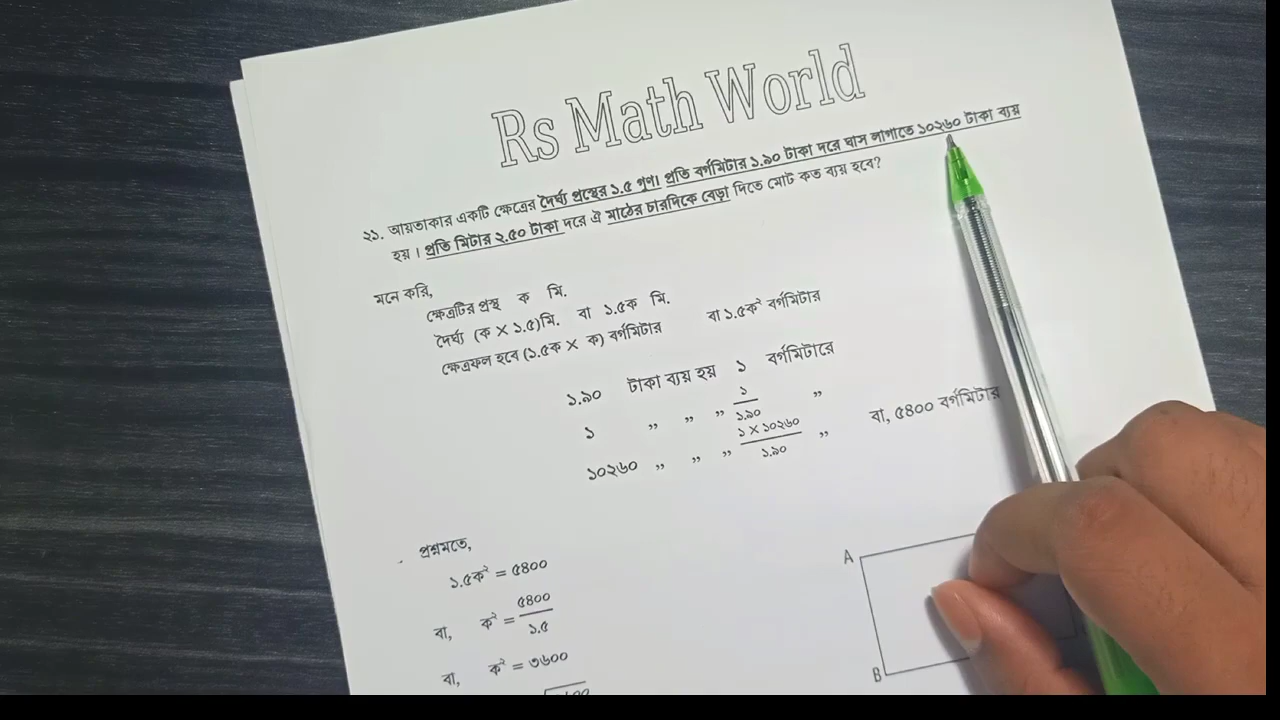 Rs Math World
২১. আয়তাকার একটি ক্ষেত্রের দৈর্ঘ্য প্রস্থের ১.৫ গুণ। প্রতি বর্গমিটার ১.৯০ টাকা দরে ঘাস লাগাতে ১০২৬০ টাকা ব্যয়
হয়। প্রতি মিটার ২.৫০ টাকা দরে ঐ মাঠের চারদিকে বেড়া দিতে মোট কত ব্যয় হবে?
মনে করি,
ক্ষেত্রটির প্রস্থ ক মি.
দৈর্ঘ্য (ক X ১.৫)মি. বা ১.৫ক মি.
ক্ষেত্রফল হবে (১.৫ক X ক) বর্গমিটার বা ১.৫ক² বর্গমিটার
১.৯০ টাকা ব্যয় হয় ১ বর্গমিটারে
১ ,, ,, ,, ১/১.৯০ ,,
১০২৬০ ,, ,, ,, ১ X ১০২৬০/১.৯০ ,, বা, ৫৪০০ বর্গমিটার
প্রশ্নমতে,
১.৫ক² = ৫৪০০
বা, ক² = ৫৪০০/১.৫
বা, ক² = ৩৬০০
A
B